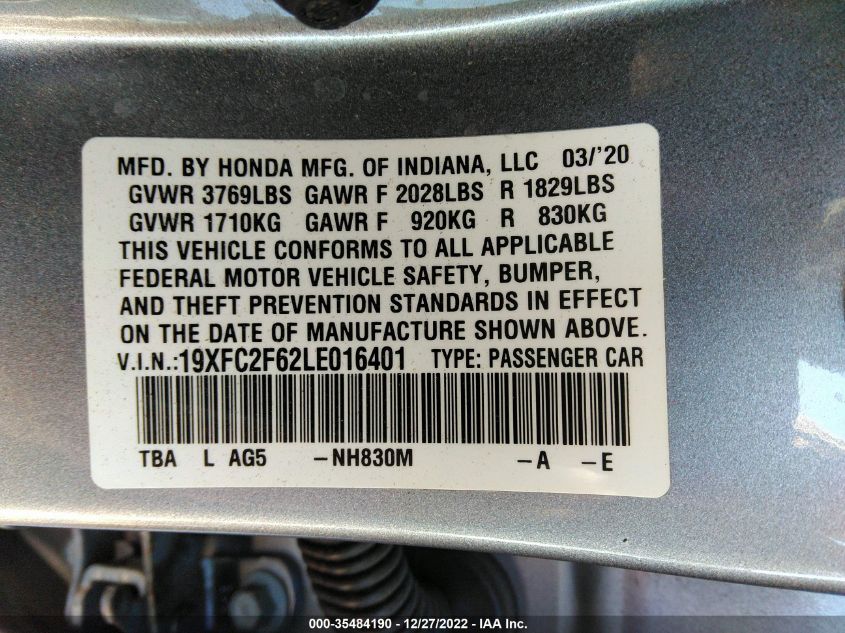 MFD. BY HONDA MFG. OF INDIANA, LLC 03/'20
GVWR 3769LBS GAWR F 2028LBS R 1829LBS
GVWR 1710KG GAWR F 920KG R 830KG
THIS VEHICLE CONFORMS TO ALL APPLICABLE
FEDERAL MOTOR VEHICLE SAFETY, BUMPER,
AND THEFT PREVENTION STANDARDS IN EFFECT
ON THE DATE OF MANUFACTURE SHOWN ABOVE.
V.I.N.:19XFC2F62LE016401 TYPE: PASSENGER CAR
TBA L AG5 -NH830M -A -E
000-35484190 - 12/27/2022 - IAA Inc.